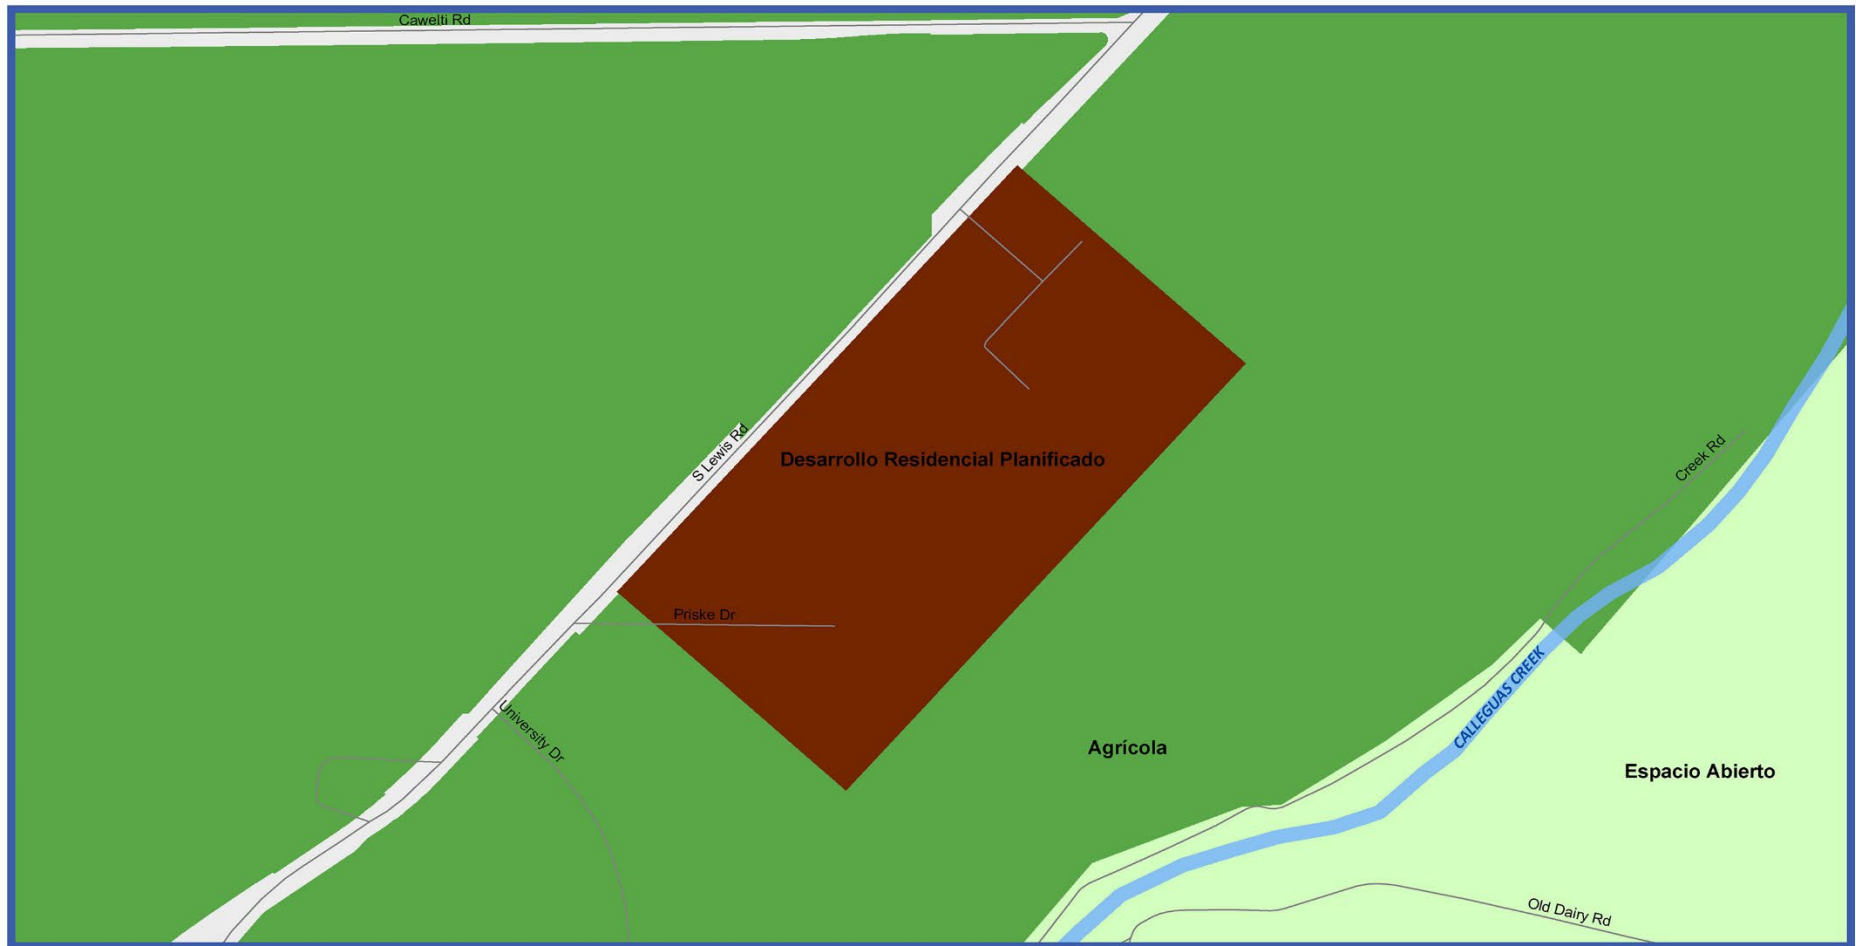 Cawelti Rd
S Lewis Rd
Desarrollo Residencial Planificado
Creek Rd
Priske Dr
CALLEGUAS CREEK
University Dr
Agrícola
Espacio Abierto
Old Dairy Rd